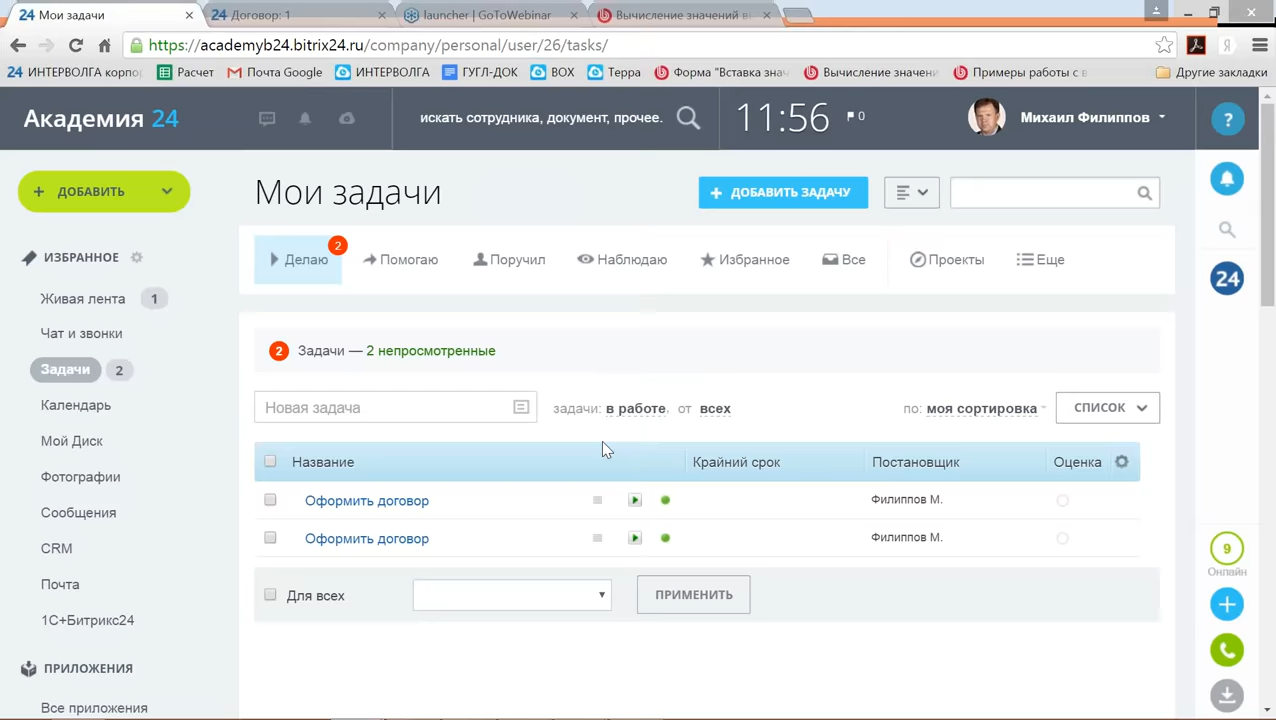 24 Мои задачи
24 Договор: 1
launcher | GoToWebinar
Вычисление значений в
https://academyb24.bitrix24.ru/company/personal/user/26/tasks/
24 ИНТЕРВОЛГА корпо
Расчет
Почта Google
ИНТЕРВОЛГА
ГУГЛ-ДОК
ВОХ
Терра
Форма "Вставка знач
Вычисление значени
Примеры работы с в
Другие закладки
Академия 24
искать сотрудника, документ, прочее.
11:56
0
Михаил Филиппов
?
+ ДОБАВИТЬ
Мои задачи
+ ДОБАВИТЬ ЗАДАЧУ
ИЗБРАННОЕ
Живая лента 1
Чат и звонки
Задачи 2
Календарь
Мой Диск
Фотографии
Сообщения
CRM
Почта
1С+Битрикс24
ПРИЛОЖЕНИЯ
Все приложения
Делаю 2
Помогаю
Поручил
Наблюдаю
Избранное
Все
Проекты
Еще
2 Задачи — 2 непросмотренные
Новая задача
задачи: в работе, от всех
по: моя сортировка
СПИСОК
Название
Крайний срок
Постановщик
Оценка
Оформить договор
Филиппов М.
Оформить договор
Филиппов М.
Для всех
ПРИМЕНИТЬ
24
9
Онлайн